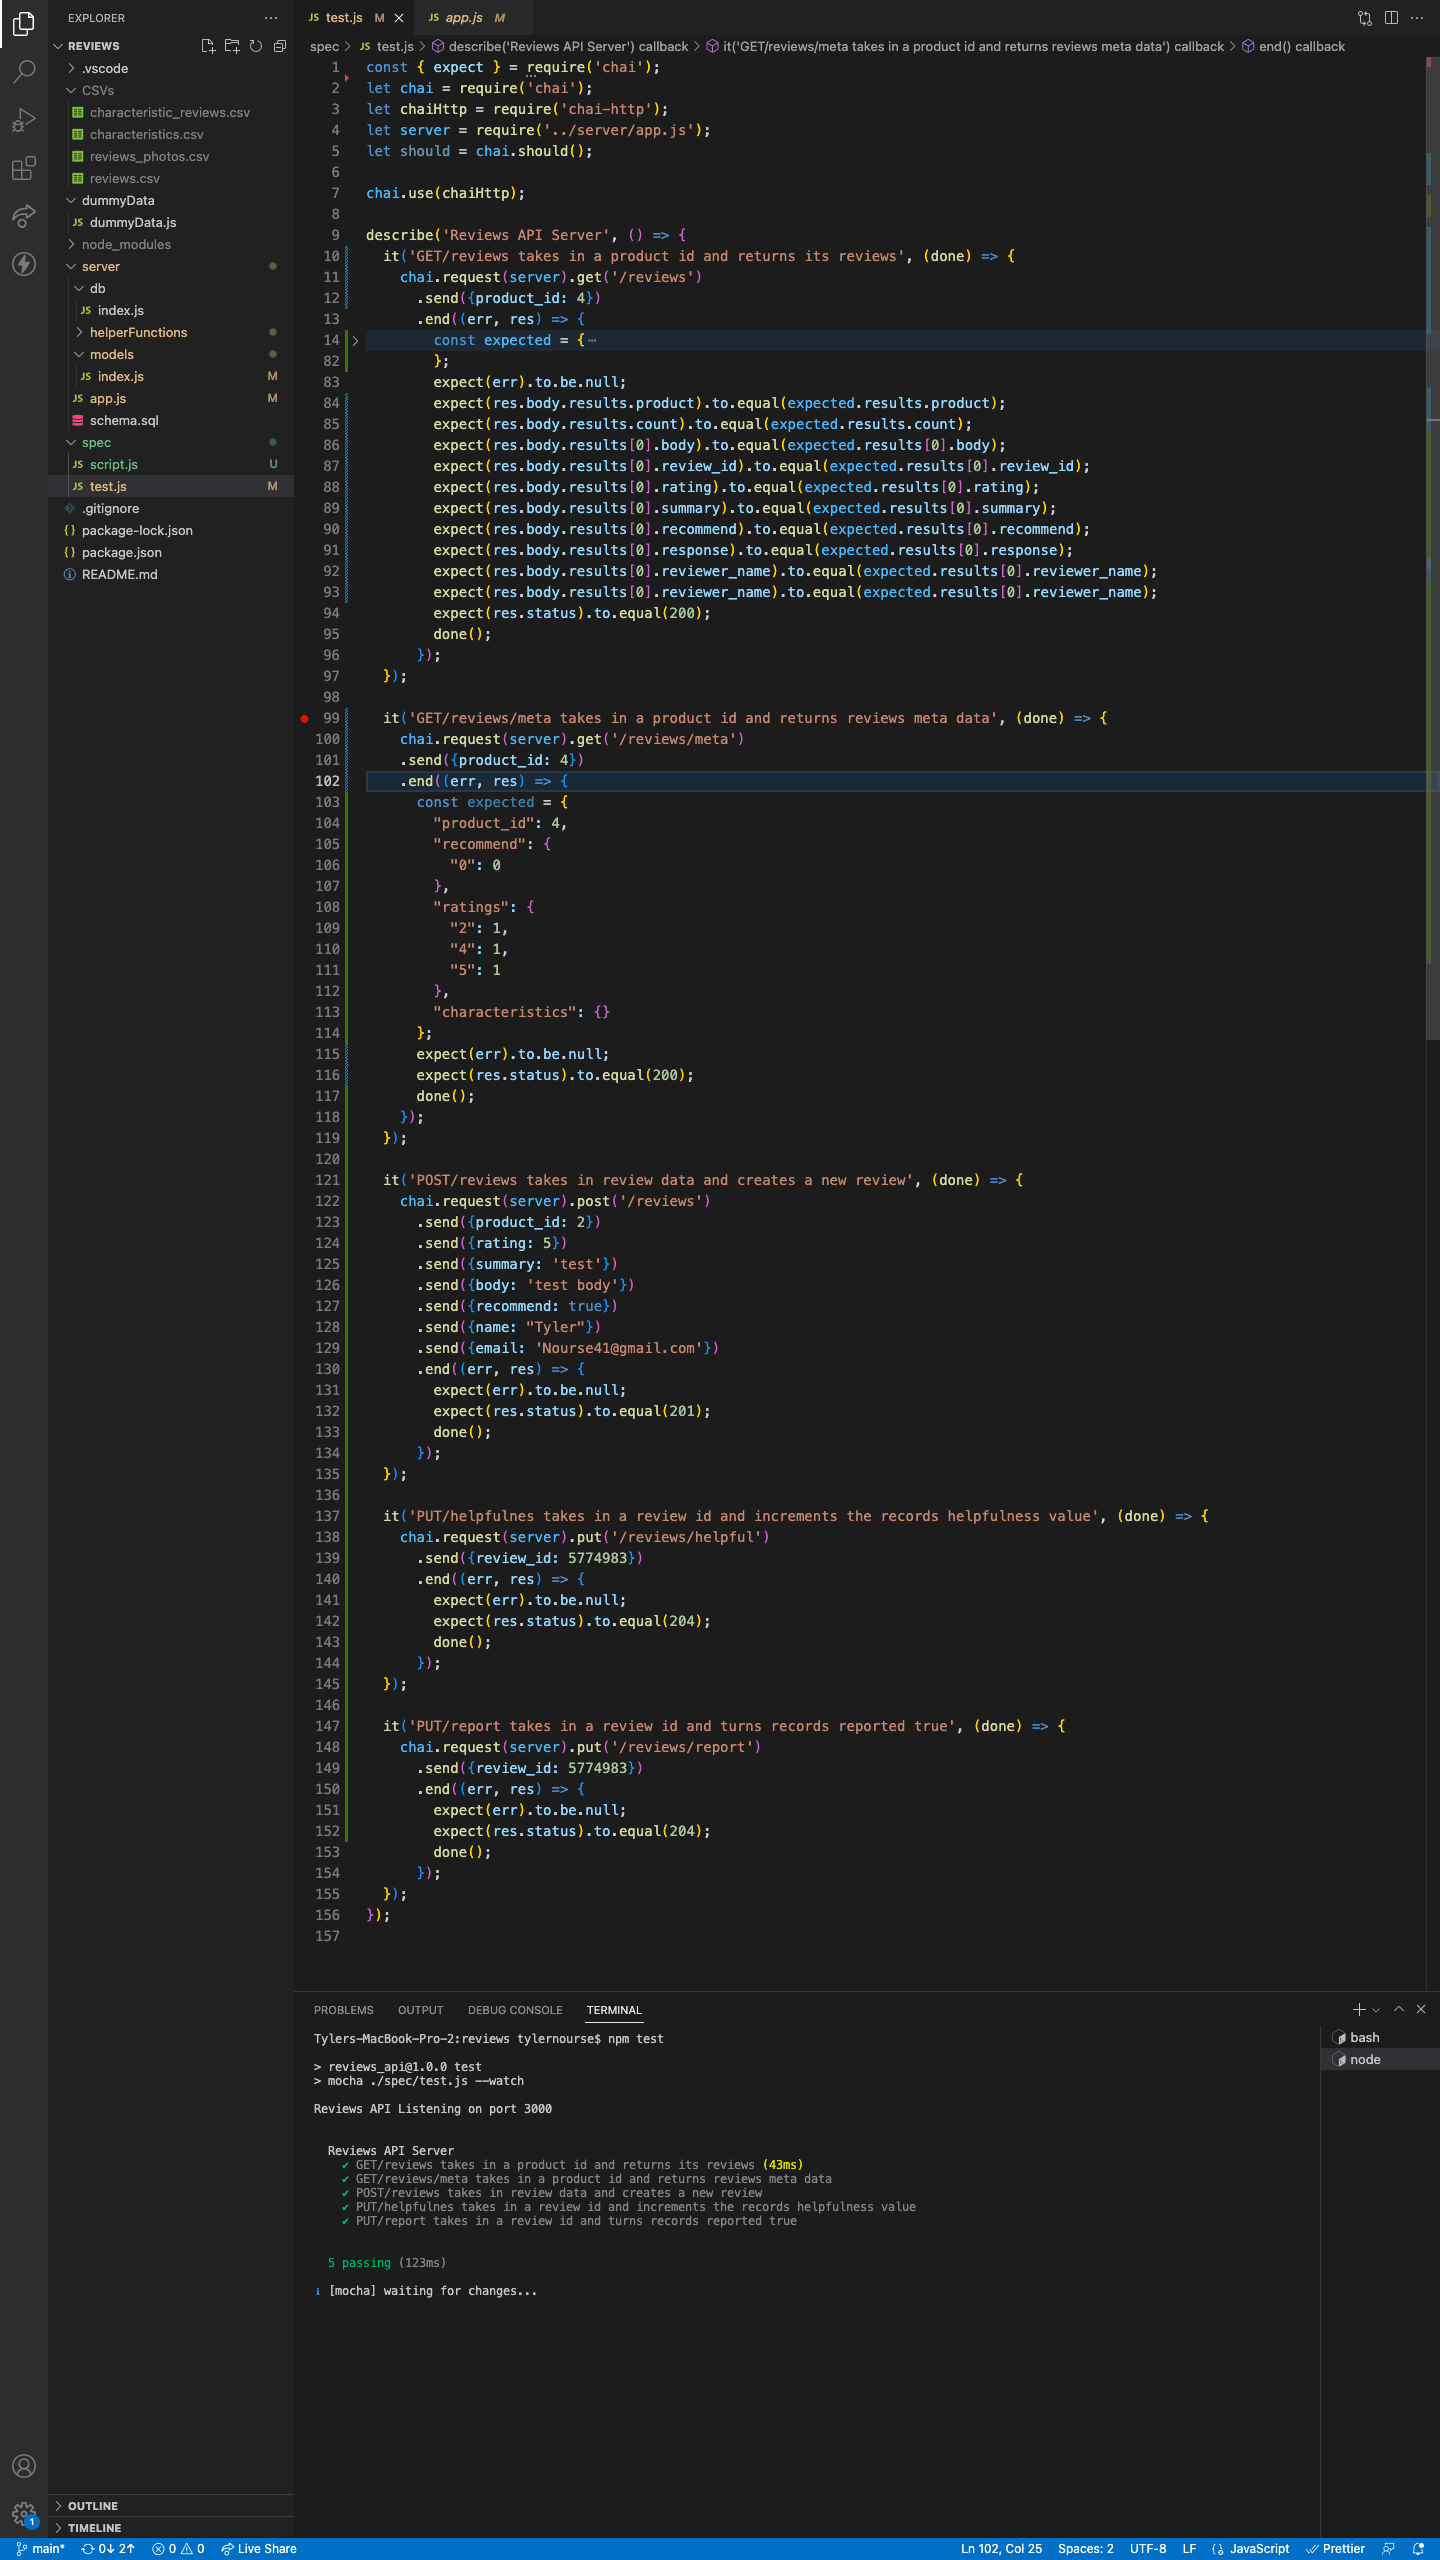 EXPLORER
REVIEWS
.vscode
CSVs
characteristic_reviews.csv
characteristics.csv
reviews_photos.csv
reviews.csv
dummyData
JS dummyData.js
node_modules
server
db
JS index.js
helperFunctions
models
JS index.js M
JS app.js M
schema.sql
spec
JS script.js U
JS test.js M
.gitignore
{} package-lock.json
{} package.json
README.md
OUTLINE
TIMELINE
JS test.js M
JS app.js M
spec > JS test.js > describe('Reviews API Server') callback > it('GET/reviews/meta takes in a product id and returns reviews meta data') callback > end() callback
1 const { expect } = require('chai');
2 let chai = require('chai');
3 let chaiHttp = require('chai-http');
4 let server = require('../server/app.js');
5 let should = chai.should();
6
7 chai.use(chaiHttp);
8
9 describe('Reviews API Server', () => {
10 it('GET/reviews takes in a product id and returns its reviews', (done) => {
11 chai.request(server).get('/reviews')
12 .send({product_id: 4})
13 .end((err, res) => {
14 const expected = {⋯
82 };
83 expect(err).to.be.null;
84 expect(res.body.results.product).to.equal(expected.results.product);
85 expect(res.body.results.count).to.equal(expected.results.count);
86 expect(res.body.results[0].body).to.equal(expected.results[0].body);
87 expect(res.body.results[0].review_id).to.equal(expected.results[0].review_id);
88 expect(res.body.results[0].rating).to.equal(expected.results[0].rating);
89 expect(res.body.results[0].summary).to.equal(expected.results[0].summary);
90 expect(res.body.results[0].recommend).to.equal(expected.results[0].recommend);
91 expect(res.body.results[0].response).to.equal(expected.results[0].response);
92 expect(res.body.results[0].reviewer_name).to.equal(expected.results[0].reviewer_name);
93 expect(res.body.results[0].reviewer_name).to.equal(expected.results[0].reviewer_name);
94 expect(res.status).to.equal(200);
95 done();
96 });
97 });
98
99 it('GET/reviews/meta takes in a product id and returns reviews meta data', (done) => {
100 chai.request(server).get('/reviews/meta')
101 .send({product_id: 4})
102 .end((err, res) => {
103 const expected = {
104 "product_id": 4,
105 "recommend": {
106 "0": 0
107 },
108 "ratings": {
109 "2": 1,
110 "4": 1,
111 "5": 1
112 },
113 "characteristics": {}
114 };
115 expect(err).to.be.null;
116 expect(res.status).to.equal(200);
117 done();
118 });
119 });
120
121 it('POST/reviews takes in review data and creates a new review', (done) => {
122 chai.request(server).post('/reviews')
123 .send({product_id: 2})
124 .send({rating: 5})
125 .send({summary: 'test'})
126 .send({body: 'test body'})
127 .send({recommend: true})
128 .send({name: "Tyler"})
129 .send({email: 'Nourse41@gmail.com'})
130 .end((err, res) => {
131 expect(err).to.be.null;
132 expect(res.status).to.equal(201);
133 done();
134 });
135 });
136
137 it('PUT/helpfulnes takes in a review id and increments the records helpfulness value', (done) => {
138 chai.request(server).put('/reviews/helpful')
139 .send({review_id: 5774983})
140 .end((err, res) => {
141 expect(err).to.be.null;
142 expect(res.status).to.equal(204);
143 done();
144 });
145 });
146
147 it('PUT/report takes in a review id and turns records reported true', (done) => {
148 chai.request(server).put('/reviews/report')
149 .send({review_id: 5774983})
150 .end((err, res) => {
151 expect(err).to.be.null;
152 expect(res.status).to.equal(204);
153 done();
154 });
155 });
156 });
157
PROBLEMS OUTPUT DEBUG CONSOLE TERMINAL
Tylers-MacBook-Pro-2:reviews tylernourse$ npm test
> reviews_api@1.0.0 test
> mocha ./spec/test.js --watch
Reviews API Listening on port 3000
Reviews API Server
✔ GET/reviews takes in a product id and returns its reviews (43ms)
✔ GET/reviews/meta takes in a product id and returns reviews meta data
✔ POST/reviews takes in review data and creates a new review
✔ PUT/helpfulnes takes in a review id and increments the records helpfulness value
✔ PUT/report takes in a review id and turns records reported true
5 passing (123ms)
ℹ [mocha] waiting for changes...
bash
node
1
main* 0↓ 2↑ 0 0 Live Share
Ln 102, Col 25 Spaces: 2 UTF-8 LF {} JavaScript Prettier